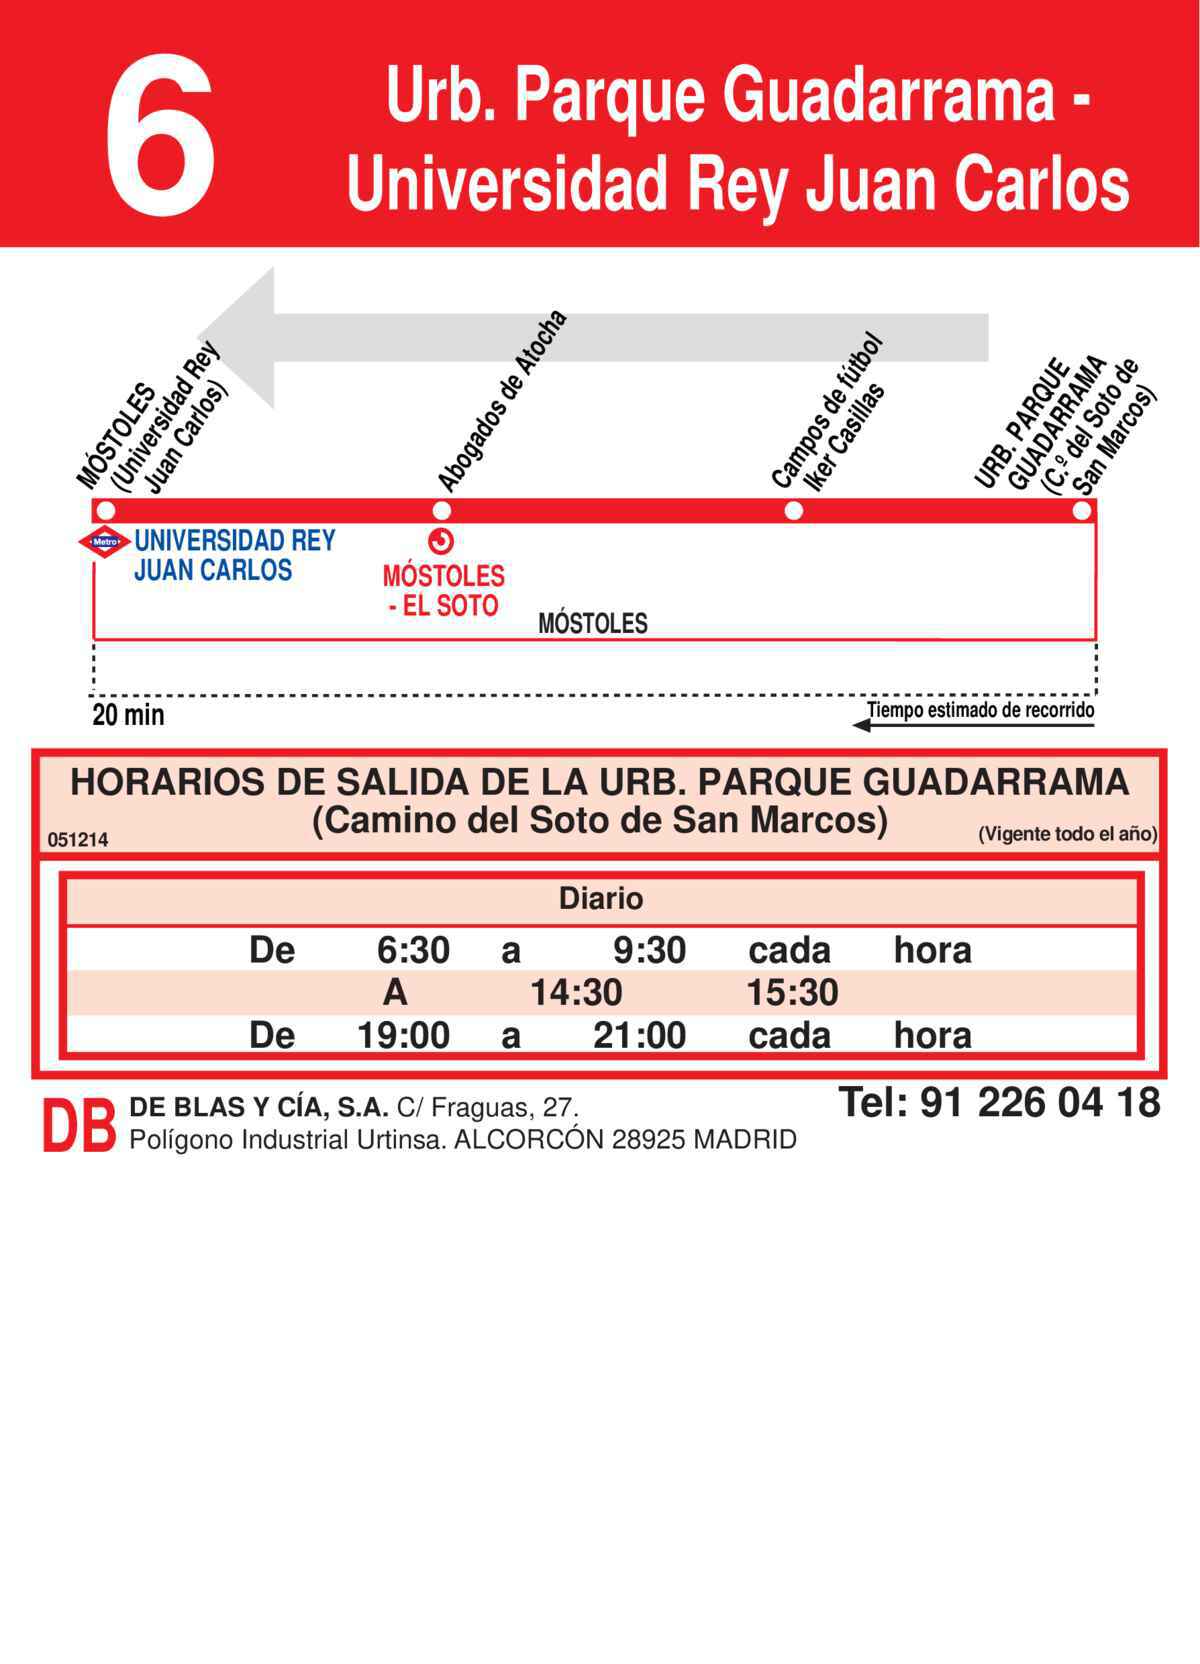 6
Urb. Parque Guadarrama -
Universidad Rey Juan Carlos
MÓSTOLES
(Universidad Rey
Juan Carlos)
Abogados de Atocha
Campos de fútbol
Iker Casillas
URB. PARQUE
GUADARRAMA
(C.º del Soto de
San Marcos)
Metro
UNIVERSIDAD REY
JUAN CARLOS
MÓSTOLES
- EL SOTO
MÓSTOLES
20 min
Tiempo estimado de recorrido
HORARIOS DE SALIDA DE LA URB. PARQUE GUADARRAMA
(Camino del Soto de San Marcos)
051214
(Vigente todo el año)
Diario
De 6:30 a 9:30 cada hora
A 14:30 15:30
De 19:00 a 21:00 cada hora
DB
DE BLAS Y CÍA, S.A. C/ Fraguas, 27.
Polígono Industrial Urtinsa. ALCORCÓN 28925 MADRID
Tel: 91 226 04 18